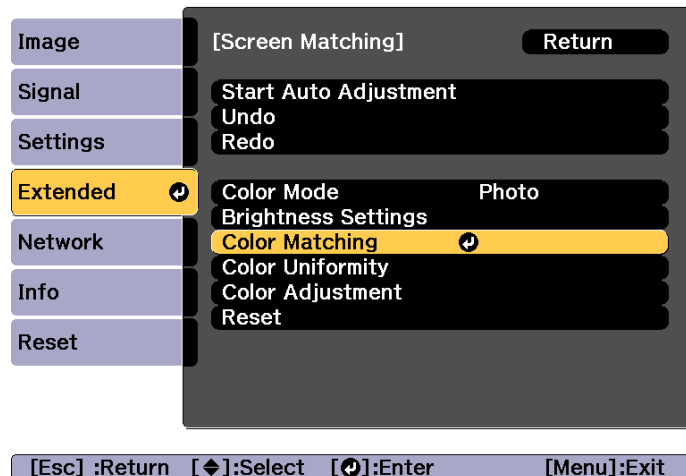 Image
Signal
Settings
Extended
Network
Info
Reset
[Screen Matching] Return
Start Auto Adjustment
Undo
Redo
Color Mode Photo
Brightness Settings
Color Matching
Color Uniformity
Color Adjustment
Reset
[Esc] :Return [◆]:Select [⏎]:Enter [Menu]:Exit